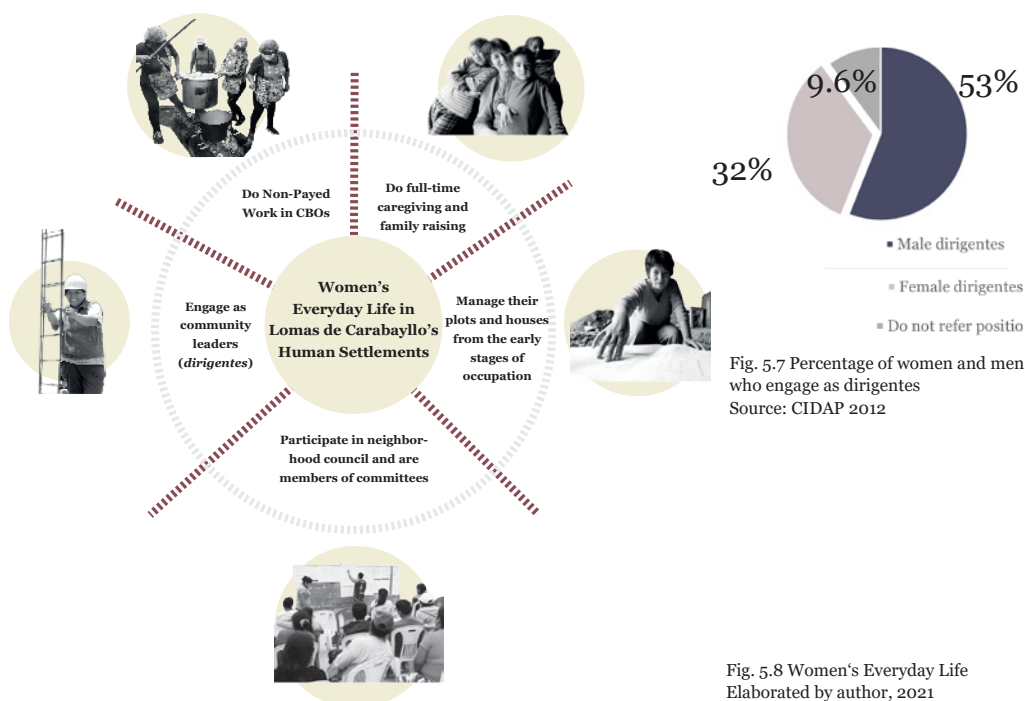 Do Non-Payed
Work in CBOs
Do full-time
caregiving and
family raising
Engage as
community
leaders
(dirigentes)
Women's
Everyday Life in
Lomas de Carabayllo's
Human Settlements
Manage their
plots and houses
from the early
stages of
occupation
Participate in neighbor-
hood council and are
members of committees
9.6%
53%
32%
Male dirigentes
Female dirigentes
Do not refer positio
Fig. 5.7 Percentage of women and men
who engage as dirigentes
Source: CIDAP 2012
Fig. 5.8 Women‘s Everyday Life
Elaborated by author, 2021